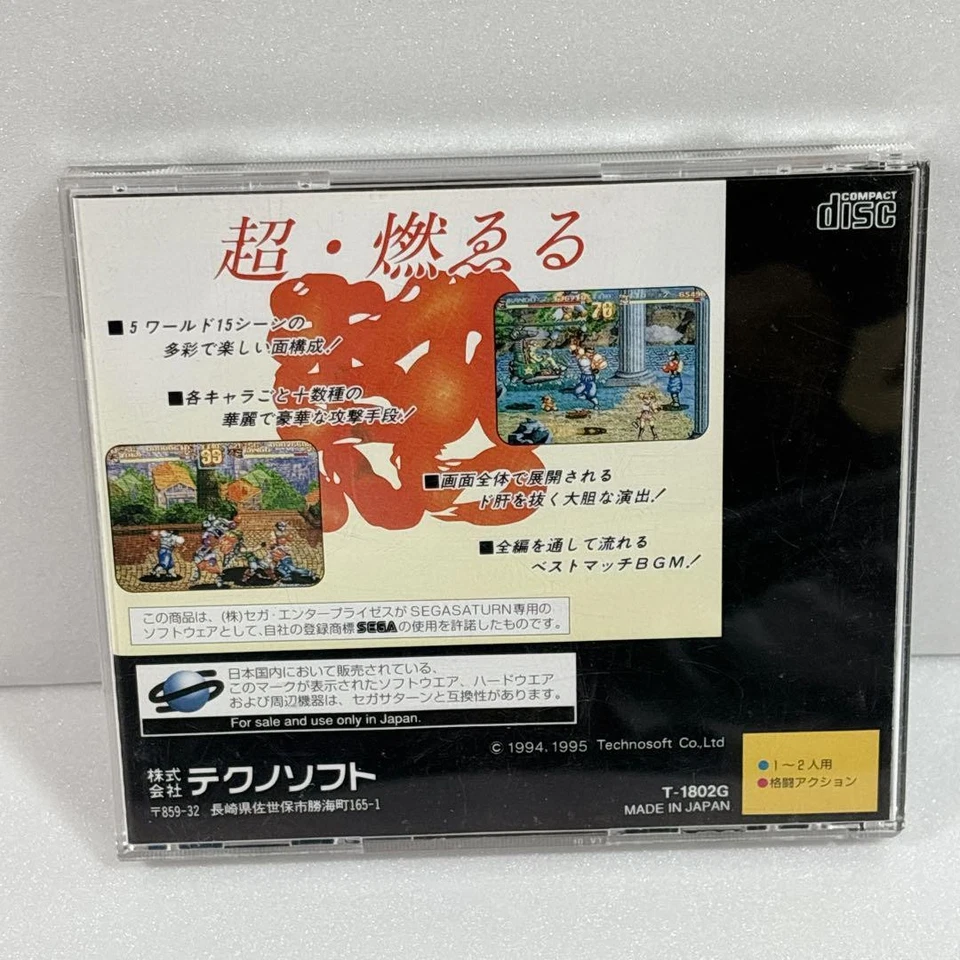 COMPACT
disc
超・燃ゑる
■5ワールド15シーンの
多彩で楽しい面構成!
■各キャラごと十数種の
華麗で豪華な攻撃手段!
70
65496
99
■画面全体で展開される
ド肝を抜く大胆な演出!
■全編を通して流れる
ベストマッチBGM!
この商品は、(株)セガ・エンタープライゼスがSEGASATURN専用の
ソフトウェアとして、自社の登録商標SEGAの使用を許諾したものです。
日本国内において販売されている、
このマークが表示されたソフトウエア、ハードウエア
および周辺機器は、セガサターンと互換性があります。
For sale and use only in Japan.
© 1994,1995 Technosoft Co.,Ltd
株式会社テクノソフト
〒859-32 長崎県佐世保市勝海町165-1
T-1802G
MADE IN JAPAN
●1〜2人用
●格闘アクション